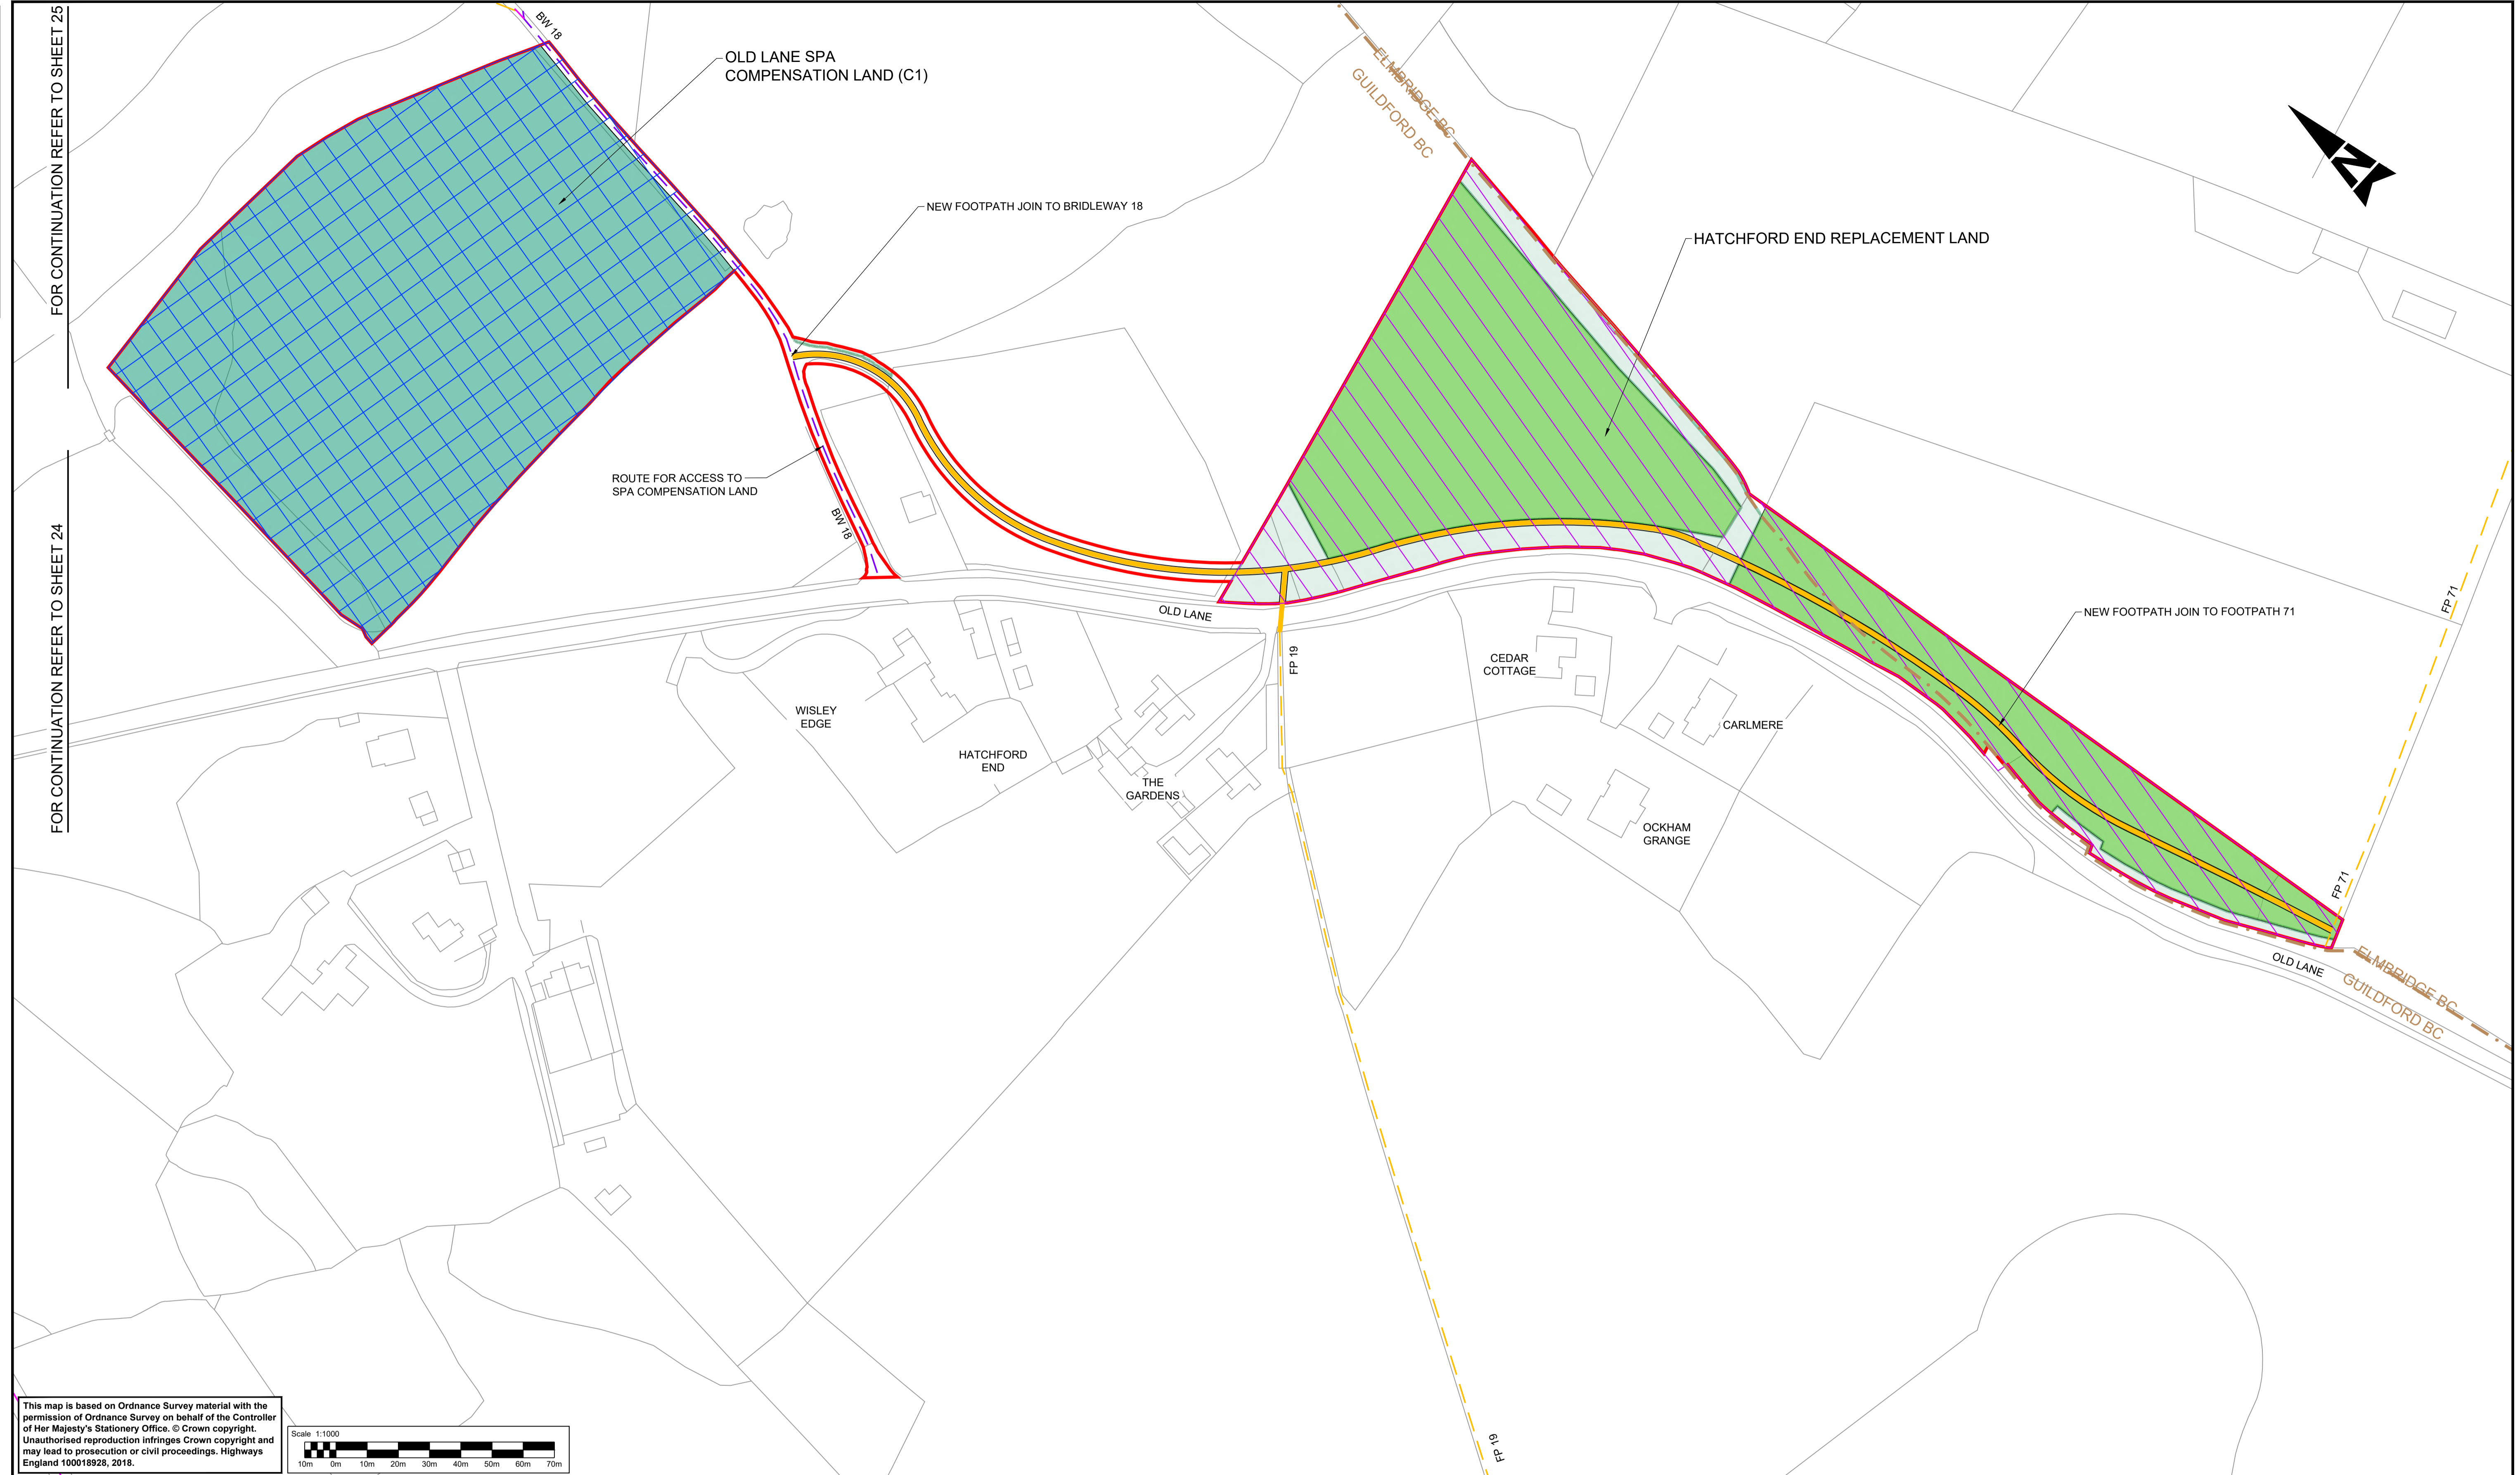 FOR CONTINUATION REFER TO SHEET 25
FOR CONTINUATION REFER TO SHEET 24
BW 18
OLD LANE SPA
COMPENSATION LAND (C1)
ELMBRIDGE BC
GUILDFORD BC
N
NEW FOOTPATH JOIN TO BRIDLEWAY 18
HATCHFORD END REPLACEMENT LAND
ROUTE FOR ACCESS TO
SPA COMPENSATION LAND
BW 18
OLD LANE
FP 19
FP 71
NEW FOOTPATH JOIN TO FOOTPATH 71
CEDAR
COTTAGE
WISLEY
EDGE
CARLMERE
HATCHFORD
END
THE
GARDENS
OCKHAM
GRANGE
FP 71
OLD LANE
ELMBRIDGE BC
GUILDFORD BC
FP 19
This map is based on Ordnance Survey material with the
permission of Ordnance Survey on behalf of the Controller
of Her Majesty's Stationery Office. © Crown copyright.
Unauthorised reproduction infringes Crown copyright and
may lead to prosecution or civil proceedings. Highways
England 100018928, 2018.
Scale 1:1000
10m 0m 10m 20m 30m 40m 50m 60m 70m